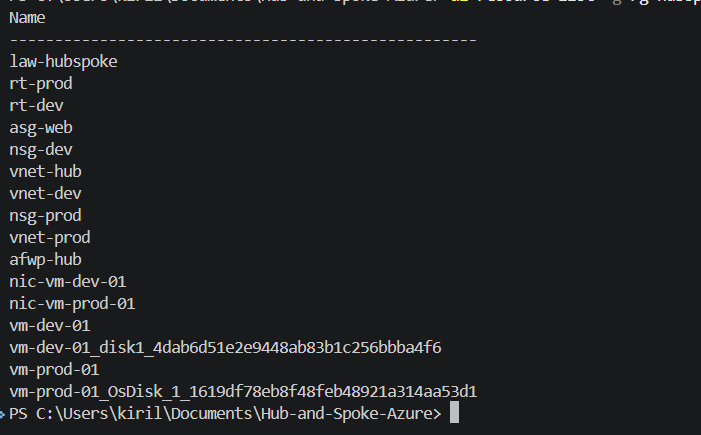 Name
----------------------------------------------------
law-hubspoke
rt-prod
rt-dev
asg-web
nsg-dev
vnet-hub
vnet-dev
nsg-prod
vnet-prod
afwp-hub
nic-vm-dev-01
nic-vm-prod-01
vm-dev-01
vm-dev-01_disk1_4dab6d51e2e9448ab83b1c256bbba4f6
vm-prod-01
vm-prod-01_OsDisk_1_1619df78eb8f48feb48921a314aa53d1
PS C:\Users\kiril\Documents\Hub-and-Spoke-Azure>